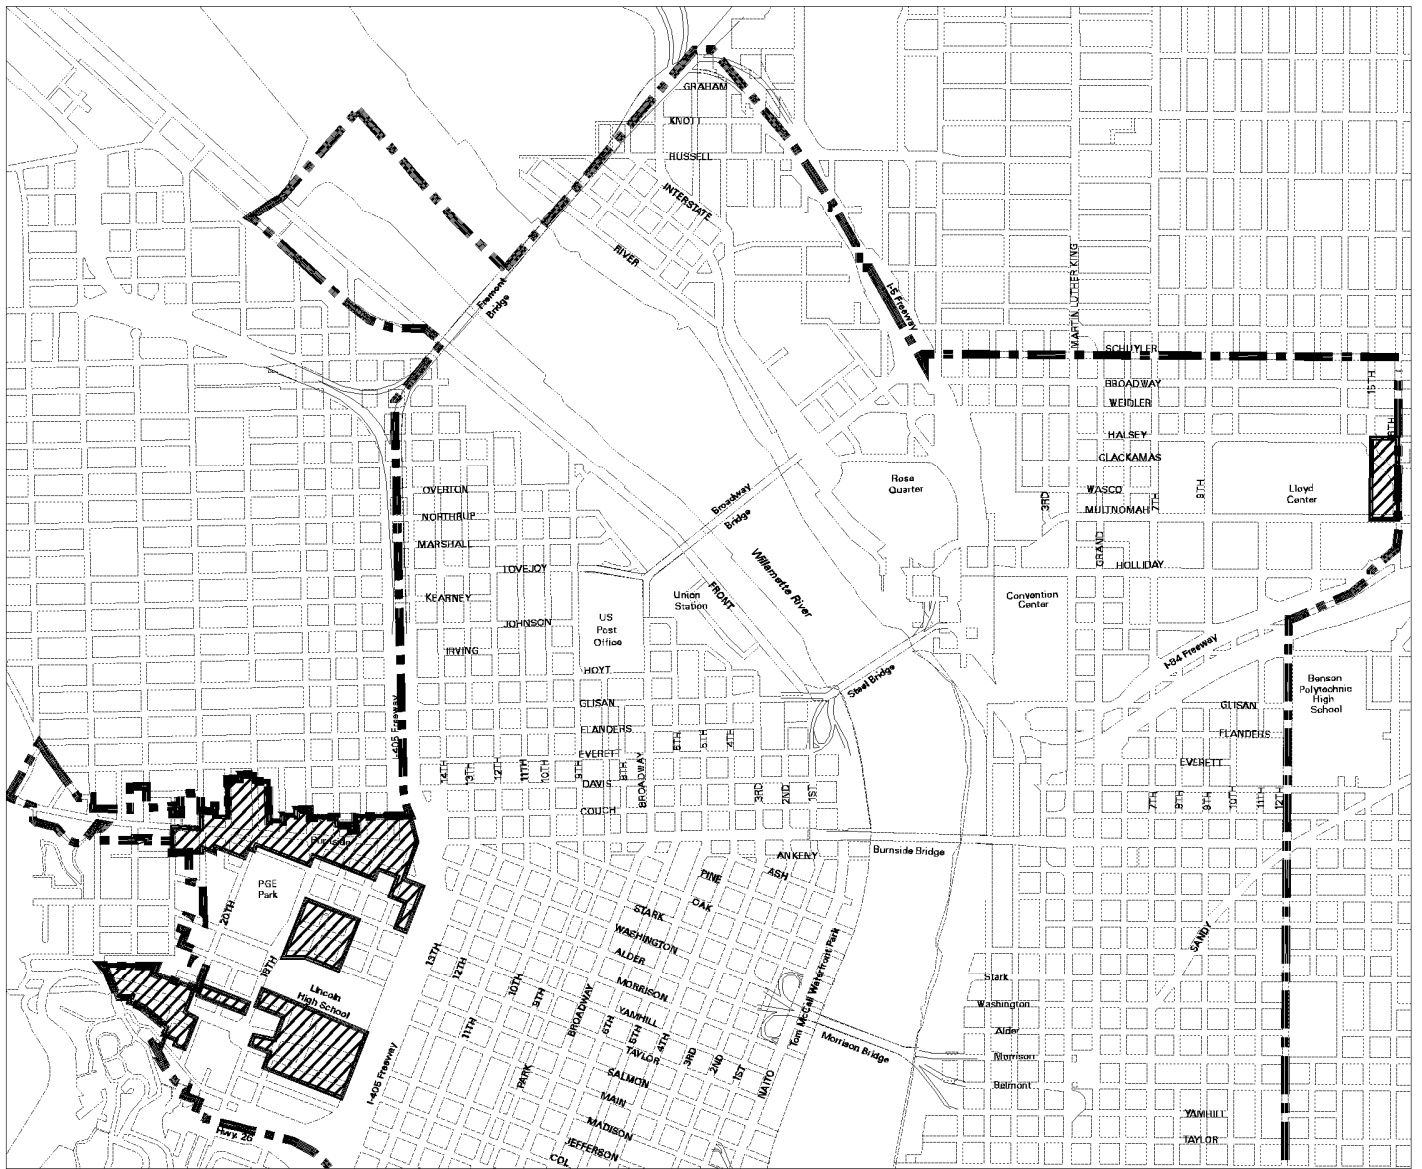 GRAHAM
KNOTT
RUSSELL
INTERSTATE
RIVER
Fremont
Bridge
I-5 Freeway
MARTIN LUTHER KING
SCHUYLER
BROADWAY
WEIDLER
15TH
HALSEY
CLACKAMAS
WASCO
MULTNOMAH
3RD
7TH
9TH
GRAND
HOLLIDAY
Lloyd
Center
Rose
Quarter
Broadway
Bridge
OVERTON
NORTHRUP
MARSHALL
LOVEJOY
KEARNEY
JOHNSON
IRVING
US
Post
Office
Union
Station
FRONT
Willamette River
Convention
Center
Steel Bridge
I-84 Freeway
Benson
Polytechnic
High
School
HOYT
GLISAN
FLANDERS
EVERETT
DAVIS
COUCH
I-405 Freeway
14TH
13TH
12TH
11TH
10TH
9TH
8TH
BROADWAY
6TH
5TH
4TH
3RD
2ND
1ST
GLISAN
FLANDERS
EVERETT
7TH
8TH
9TH
10TH
11TH
12TH
Burnside
ANKENY
Burnside Bridge
ASH
PINE
OAK
STARK
WASHINGTON
ALDER
MORRISON
YAMHILL
TAYLOR
SALMON
MAIN
MADISON
JEFFERSON
COL
PGE
Park
20TH
18TH
Lincoln
High School
13TH
12TH
11TH
10TH
9TH
PARK
BROADWAY
6TH
5TH
4TH
3RD
2ND
1ST
NAITO
Tom McCall Waterfront Park
Morrison Bridge
I-405 Freeway
Hwy. 26
SANDY
Stark
Washington
Alder
Morrison
Belmont
YAMHILL
TAYLOR